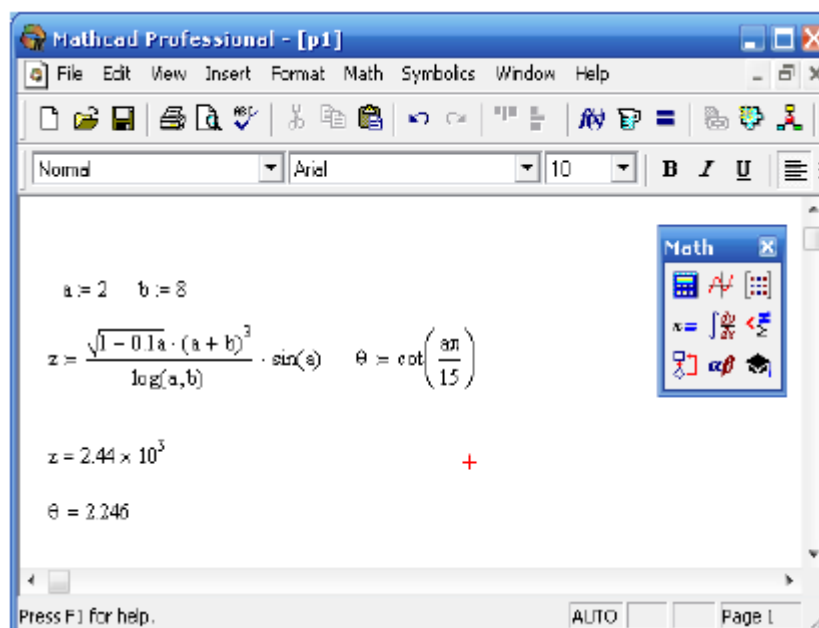 Mathcad Professional - [p1]
File Edit View Insert Format Math Symbolics Window Help
Normal Arial 10 B I U
Math
a := 2 b := 8
z := √(1 - 0.1a) · (a + b)³ / log(a,b) · sin(a) θ := cot(aπ/15)
z = 2.44 × 10³
θ = 2.246
Press F1 for help. AUTO Page 1